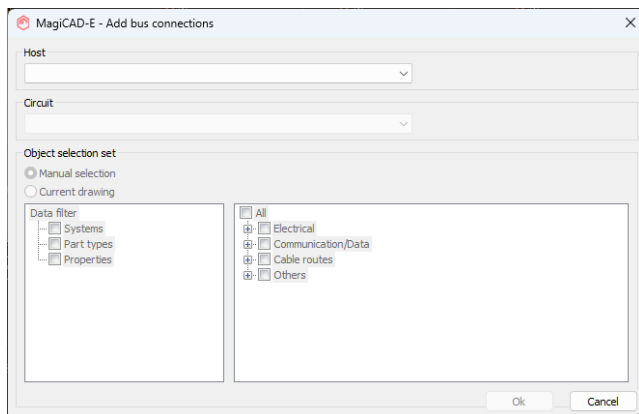 MagiCAD-E - Add bus connections
Host
Circuit
Object selection set
Manual selection
Current drawing
Data filter
Systems
Part types
Properties
All
Electrical
Communication/Data
Cable routes
Others
Ok
Cancel